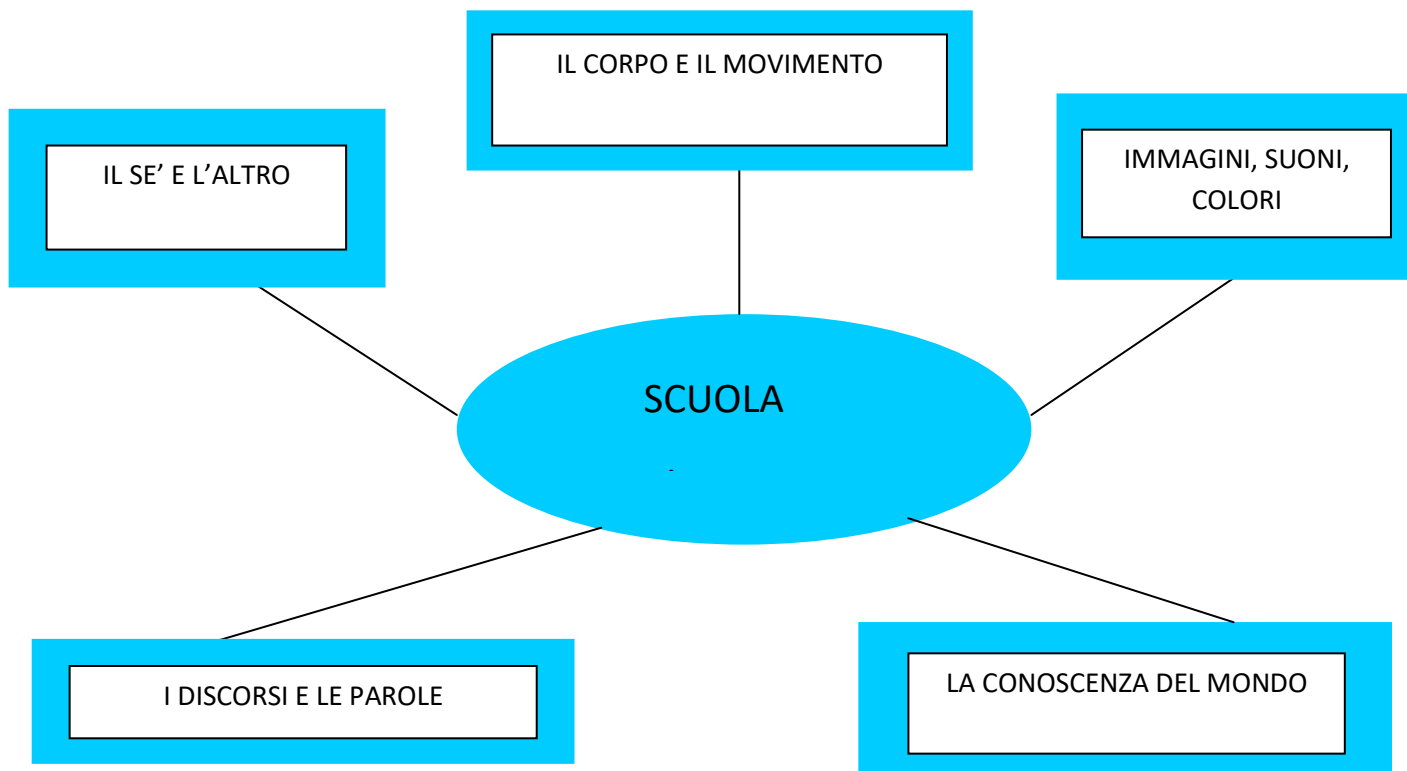 IL CORPO E IL MOVIMENTO
IL SE’ E L’ALTRO
IMMAGINI, SUONI,
COLORI
SCUOLA
I DISCORSI E LE PAROLE
LA CONOSCENZA DEL MONDO